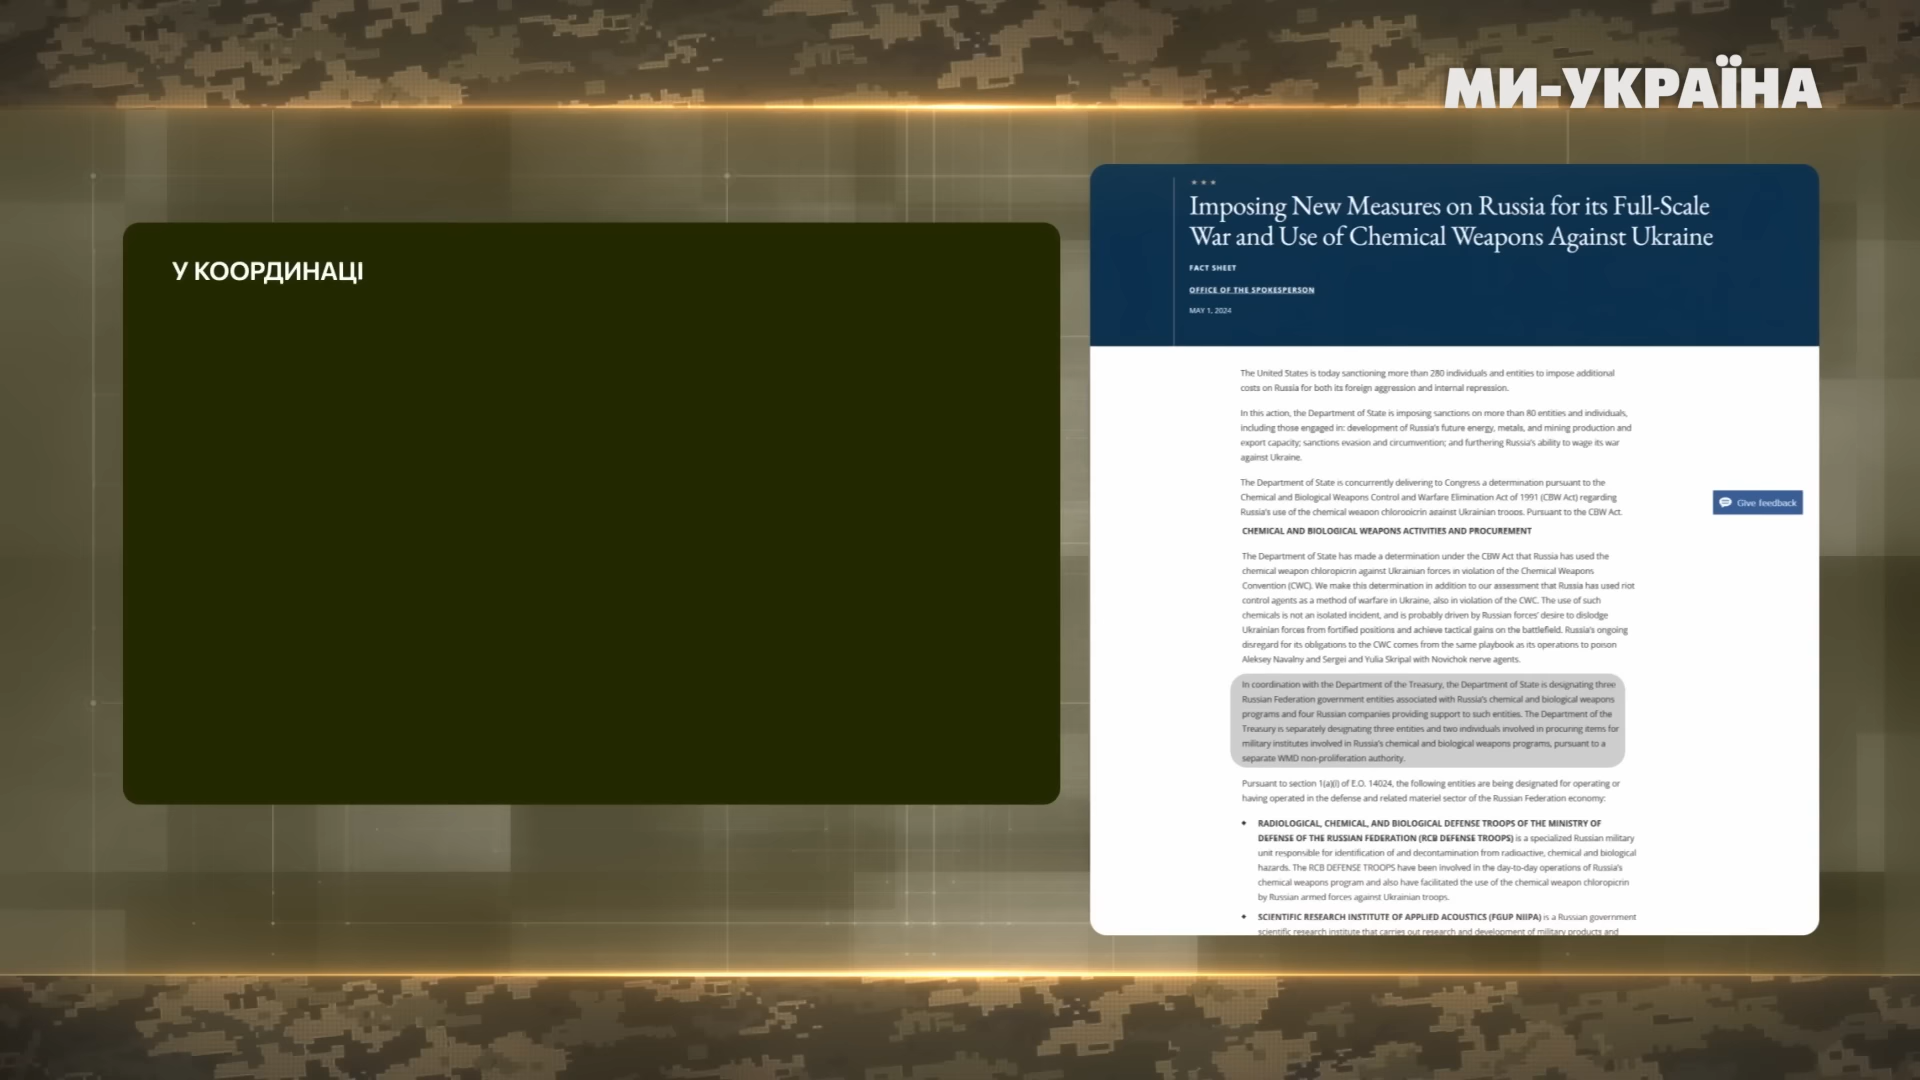 МИ-УКРАЇНА
У КООРДИНАЦІ
Imposing New Measures on Russia for its Full-Scale
War and Use of Chemical Weapons Against Ukraine
FACT SHEET
OFFICE OF THE SPOKESPERSON
MAY 1, 2024
The United States is today sanctioning more than 280 individuals and entities to impose additional
costs on Russia for both its foreign aggression and internal repression.
In this action, the Department of State is imposing sanctions on more than 80 entities and individuals,
including those engaged in: development of Russia's future energy, metals, and mining production and
export capacity; sanctions evasion and circumvention; and furthering Russia's ability to wage its war
against Ukraine.
The Department of State is concurrently delivering to Congress a determination pursuant to the
Chemical and Biological Weapons Control and Warfare Elimination Act of 1991 (CBW Act) regarding
Russia's use of the chemical weapon chloropicrin against Ukrainian troops. Pursuant to the CBW Act,
Give feedback
CHEMICAL AND BIOLOGICAL WEAPONS ACTIVITIES AND PROCUREMENT
The Department of State has made a determination under the CBW Act that Russia has used the
chemical weapon chloropicrin against Ukrainian forces in violation of the Chemical Weapons
Convention (CWC). We make this determination in addition to our assessment that Russia has used riot
control agents as a method of warfare in Ukraine, also in violation of the CWC. The use of such
chemicals is not an isolated incident, and is probably driven by Russian forces' desire to dislodge
Ukrainian forces from fortified positions and achieve tactical gains on the battlefield. Russia's ongoing
disregard for its obligations to the CWC comes from the same playbook as its operations to poison
Aleksey Navalny and Sergei and Yulia Skripal with Novichok nerve agents.
In coordination with the Department of the Treasury, the Department of State is designating three
Russian Federation government entities associated with Russia's chemical and biological weapons
programs and four Russian companies providing support to such entities. The Department of the
Treasury is separately designating three entities and two individuals involved in procuring items for
military institutes involved in Russia's chemical and biological weapons programs, pursuant to a
separate WMD non-proliferation authority.
Pursuant to section 1(a)(i) of E.O. 14024, the following entities are being designated for operating or
having operated in the defense and related materiel sector of the Russian Federation economy:
• RADIOLOGICAL, CHEMICAL, AND BIOLOGICAL DEFENSE TROOPS OF THE MINISTRY OF
DEFENSE OF THE RUSSIAN FEDERATION (RCB DEFENSE TROOPS) is a specialized Russian military
unit responsible for identification of and decontamination from radioactive, chemical and biological
hazards. The RCB DEFENSE TROOPS have been involved in the day-to-day operations of Russia's
chemical weapons program and also have facilitated the use of the chemical weapon chloropicrin
by Russian armed forces against Ukrainian troops.
• SCIENTIFIC RESEARCH INSTITUTE OF APPLIED ACOUSTICS (FGUP NIIPA) is a Russian government
scientific research institute that carries out research and development of military products and